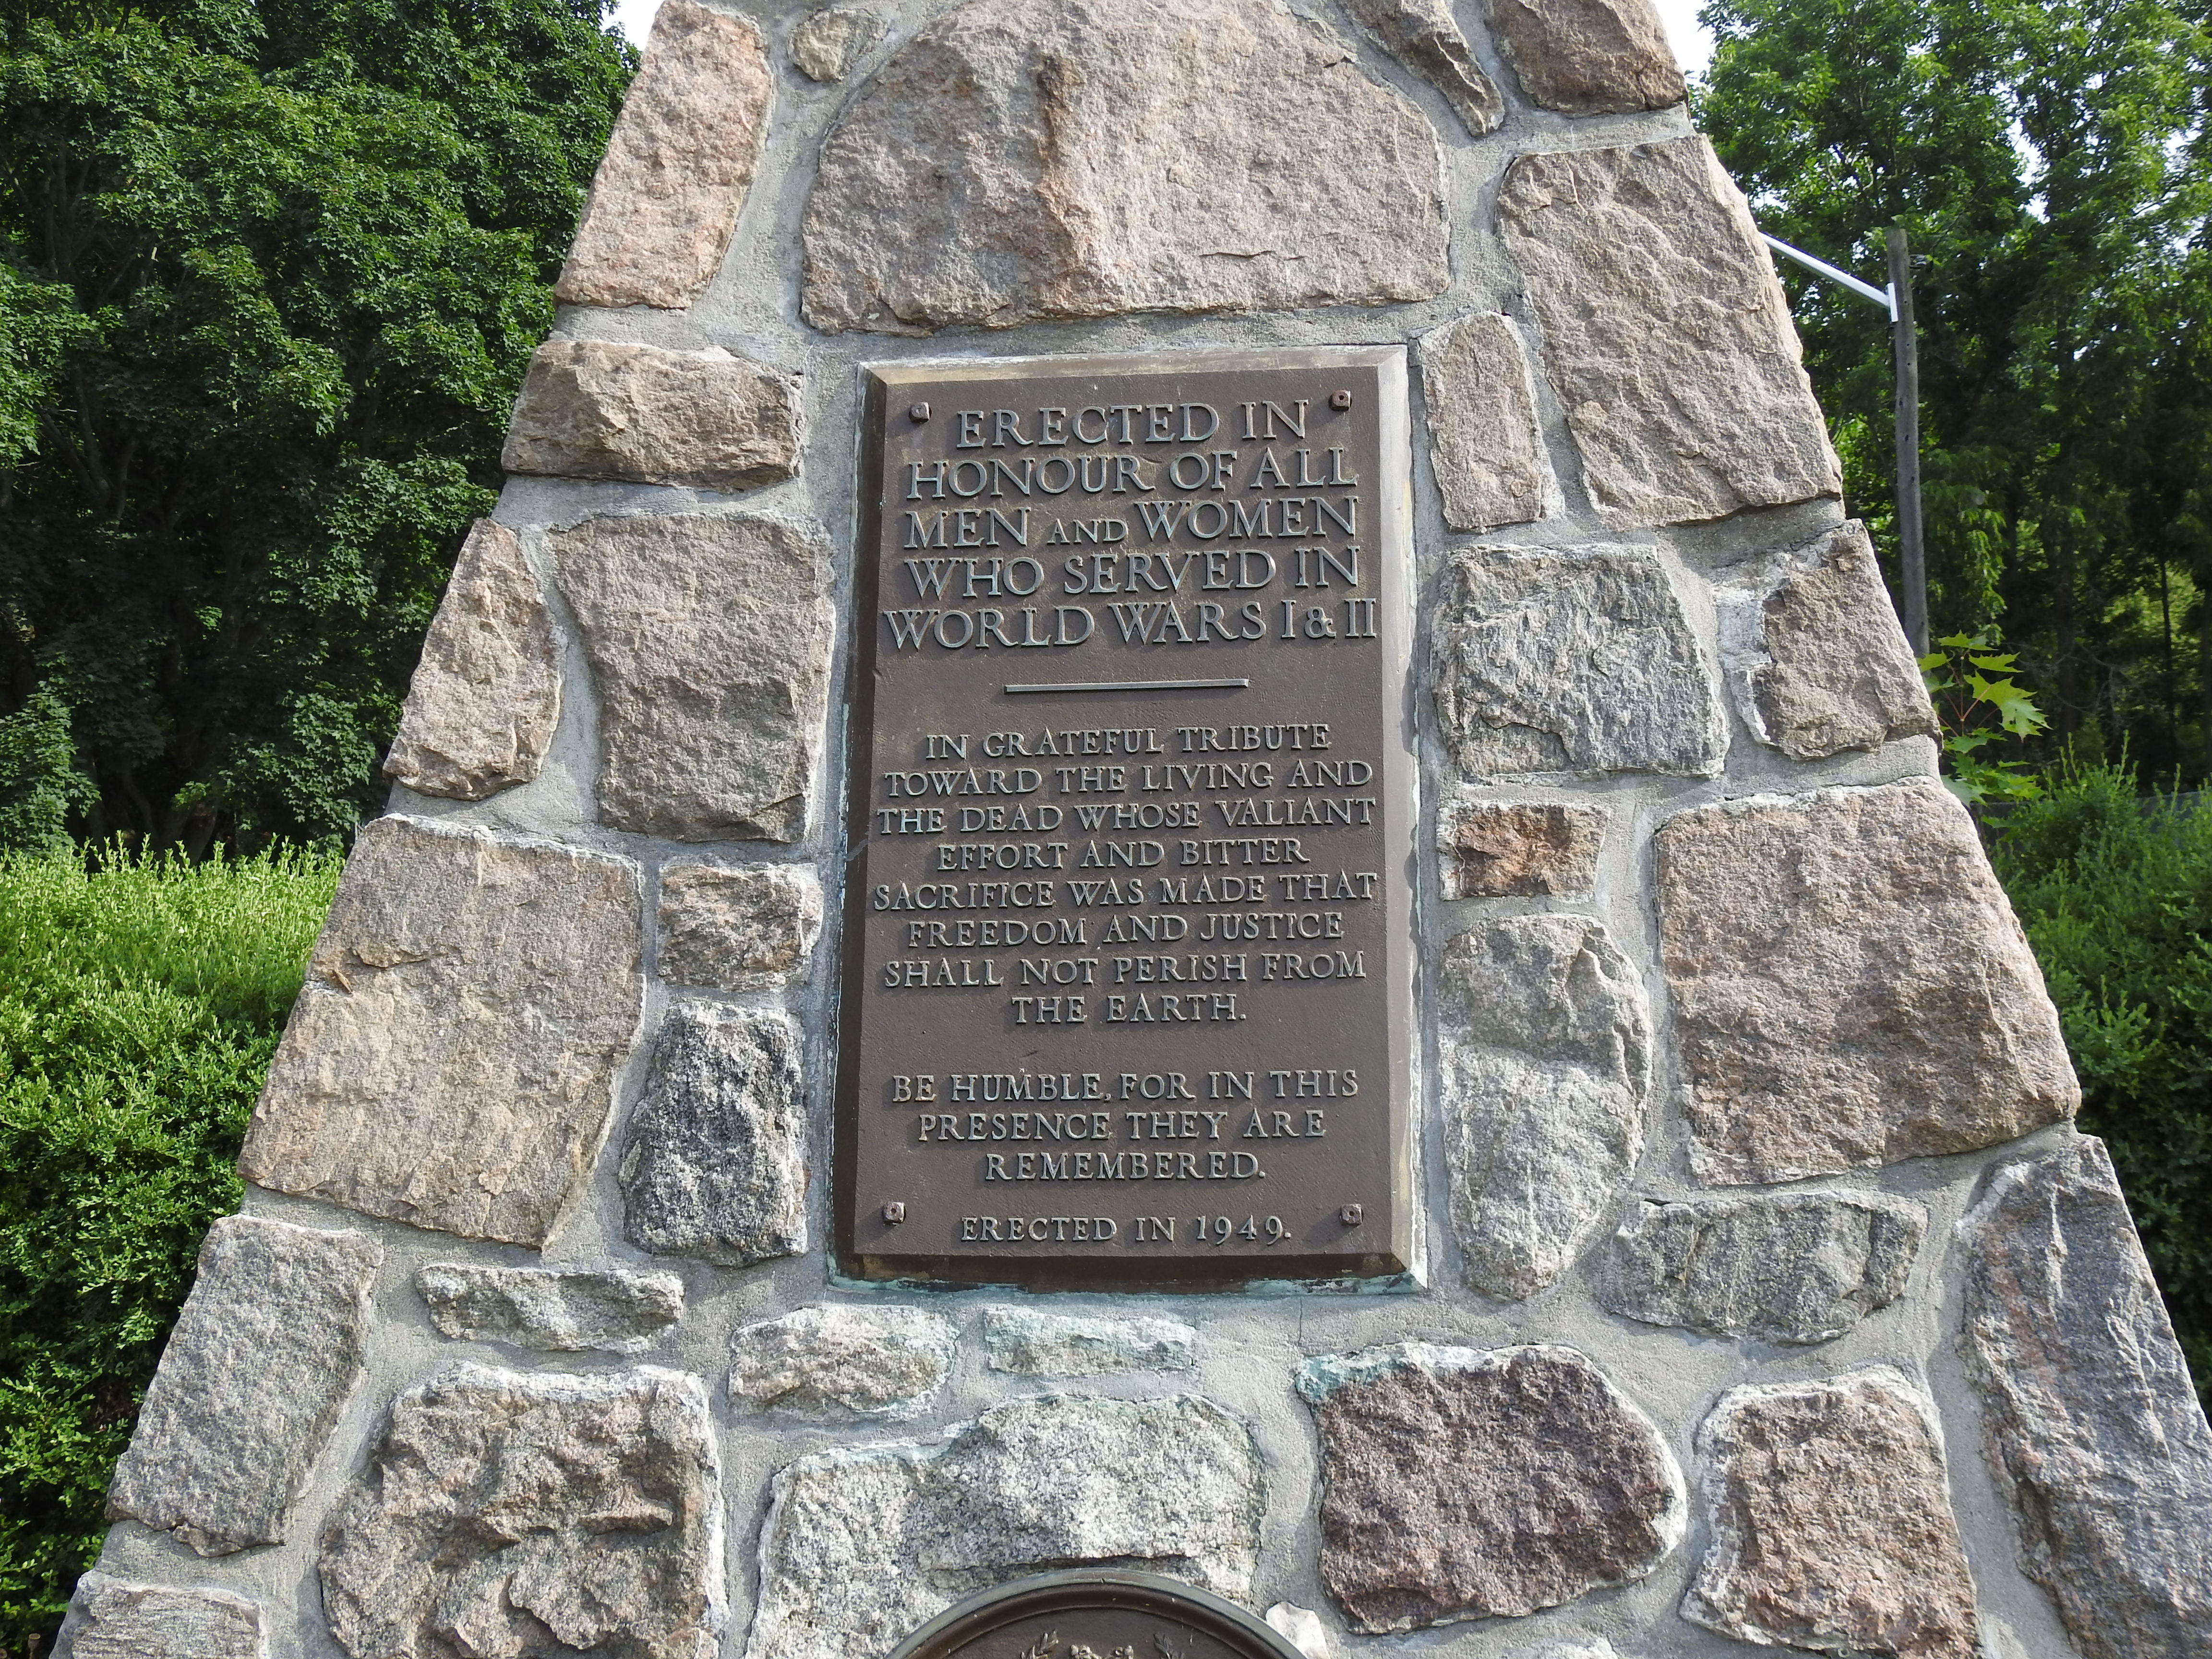 ERECTED IN
HONOUR OF ALL
MEN AND WOMEN
WHO SERVED IN
WORLD WARS I & II
IN GRATEFUL TRIBUTE
TOWARD THE LIVING AND
THE DEAD WHOSE VALIANT
EFFORT AND BITTER
SACRIFICE WAS MADE THAT
FREEDOM AND JUSTICE
SHALL NOT PERISH FROM
THE EARTH.
BE HUMBLE, FOR IN THIS
PRESENCE THEY ARE
REMEMBERED.
ERECTED IN 1949.